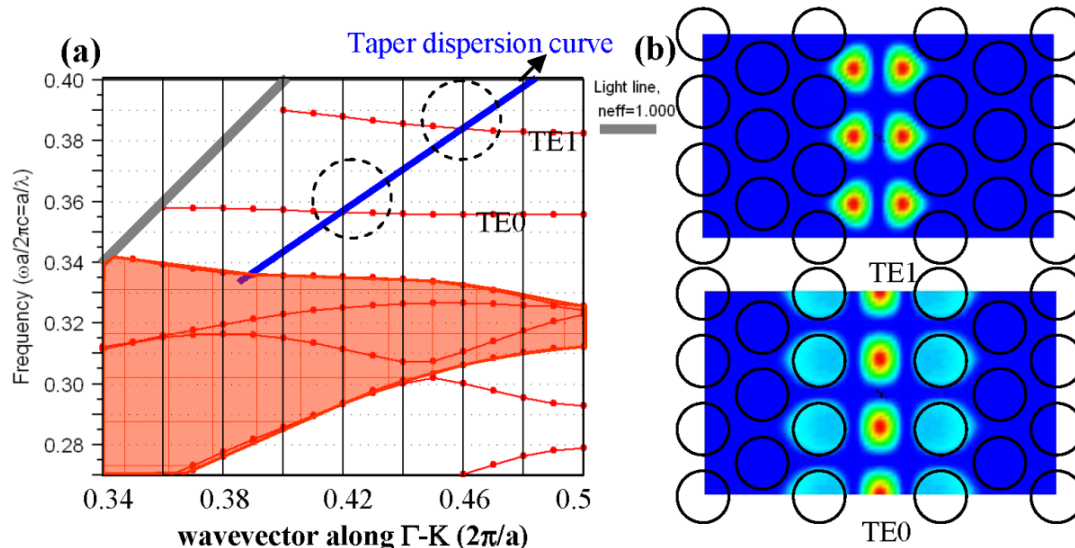 (a)
Taper dispersion curve
(b)
0.40
0.38
0.36
0.34
0.32
0.30
0.28
Frequency (ωa/2πc=a/λ)
TE1
TE0
Light line,
neff=1.000
0.34
0.38
0.42
0.46
0.5
wavevector along Γ-K (2π/a)
TE1
TE0